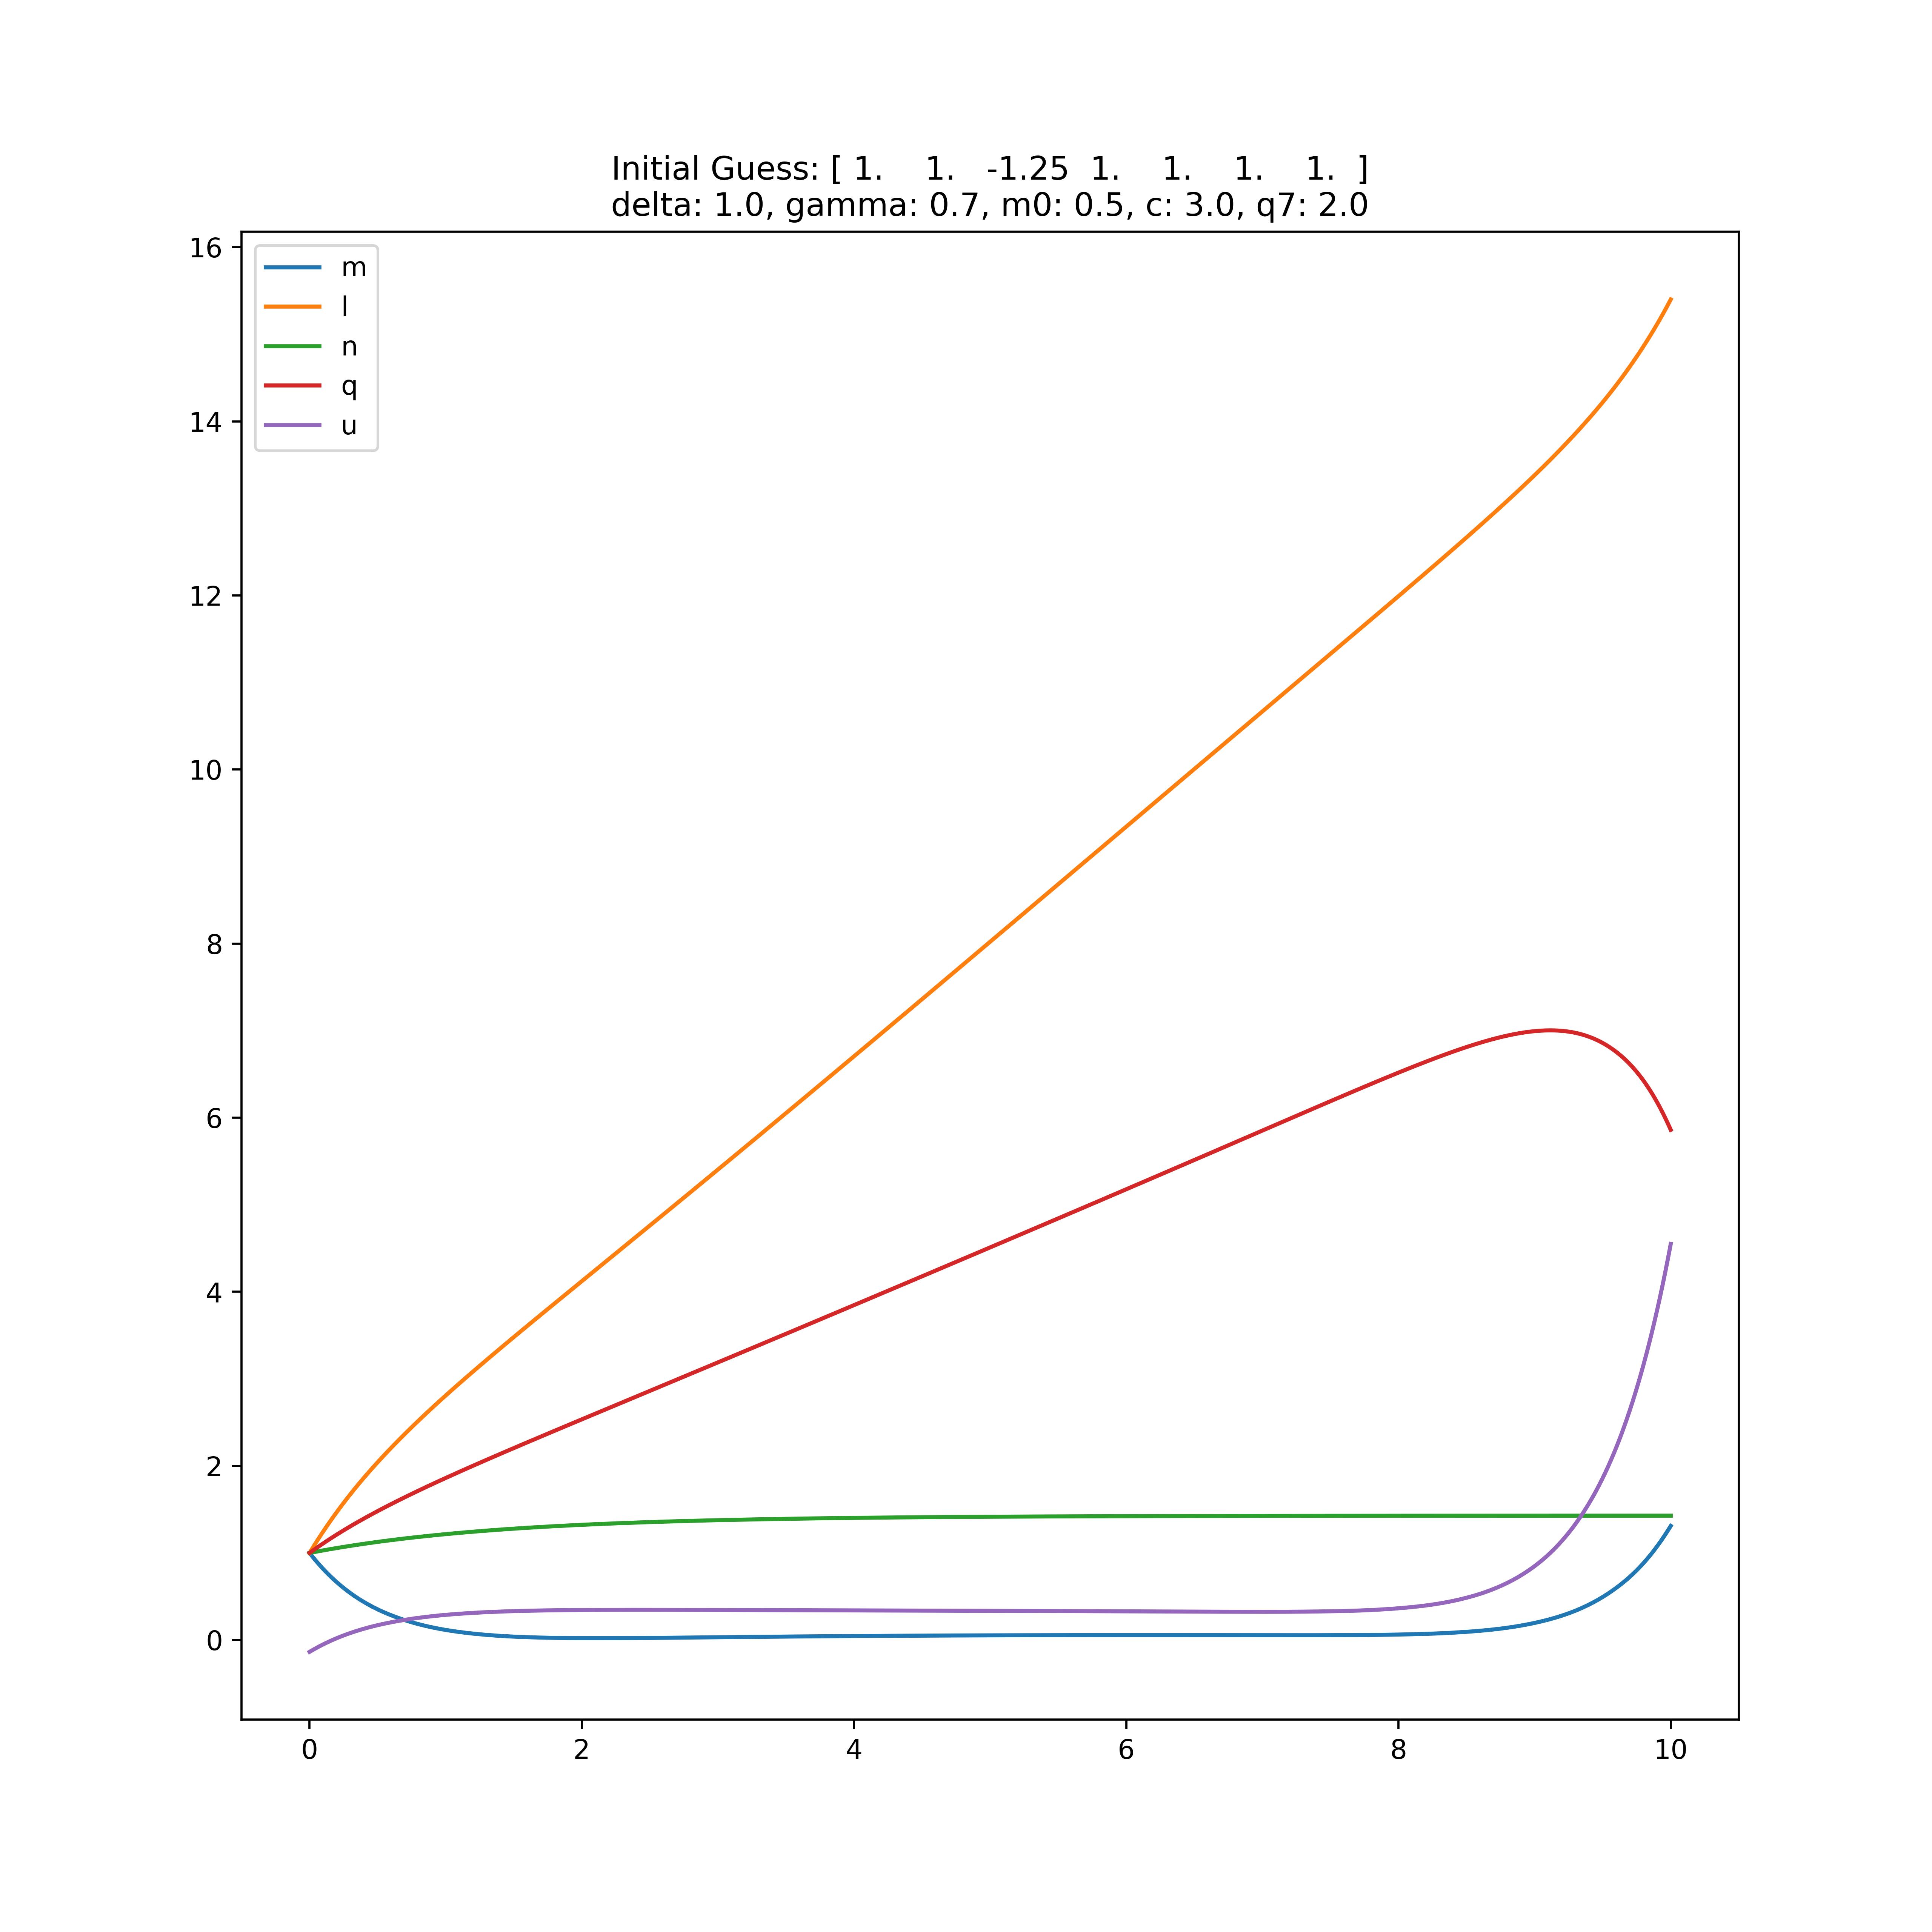 Initial Guess: [ 1. 1. -1.25 1. 1. 1. 1. ]
delta: 1.0, gamma: 0.7, m0: 0.5, c: 3.0, q7: 2.0
16
14
12
10
8
6
4
2
0
m
l
n
q
u
0 2 4 6 8 10